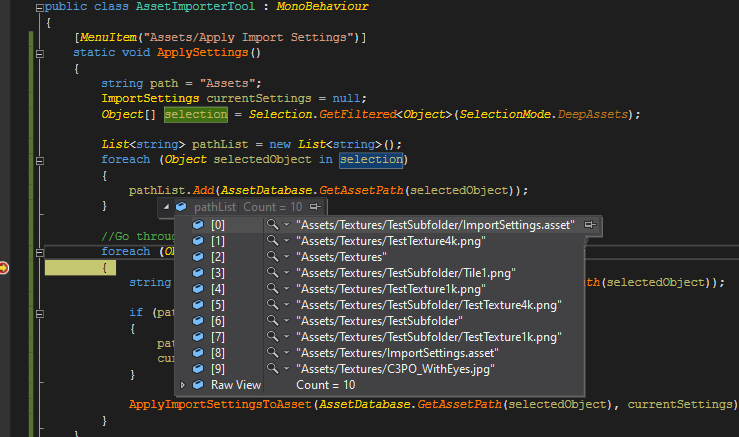 public class AssetImporterTool : MonoBehaviour
{
[MenuItem("Assets/Apply Import Settings")]
static void ApplySettings()
{
string path = "Assets";
ImportSettings currentSettings = null;
Object[] selection = Selection.GetFiltered<Object>(SelectionMode.DeepAssets);
List<string> pathList = new List<string>();
foreach (Object selectedObject in selection)
{
pathList.Add(AssetDatabase.GetAssetPath(selectedObject));
}
pathList Count = 10
[0] "Assets/Textures/TestSubfolder/ImportSettings.asset"
[1] "Assets/Textures/TestTexture4k.png"
[2] "Assets/Textures"
[3] "Assets/Textures/TestSubfolder/Tile1.png"
[4] "Assets/Textures/TestTexture1k.png"
[5] "Assets/Textures/TestSubfolder/TestTexture4k.png"
[6] "Assets/Textures/TestSubfolder"
[7] "Assets/Textures/TestSubfolder/TestTexture1k.png"
[8] "Assets/Textures/ImportSettings.asset"
[9] "Assets/Textures/C3PO_WithEyes.jpg"
Raw View Count = 10
//Go throug
foreach (O
{
string th(selectedObject));
if (pat
{
pa
cu
}
ApplyImportSettingsToAsset(AssetDatabase.GetAssetPath(selectedObject), currentSettings)
}